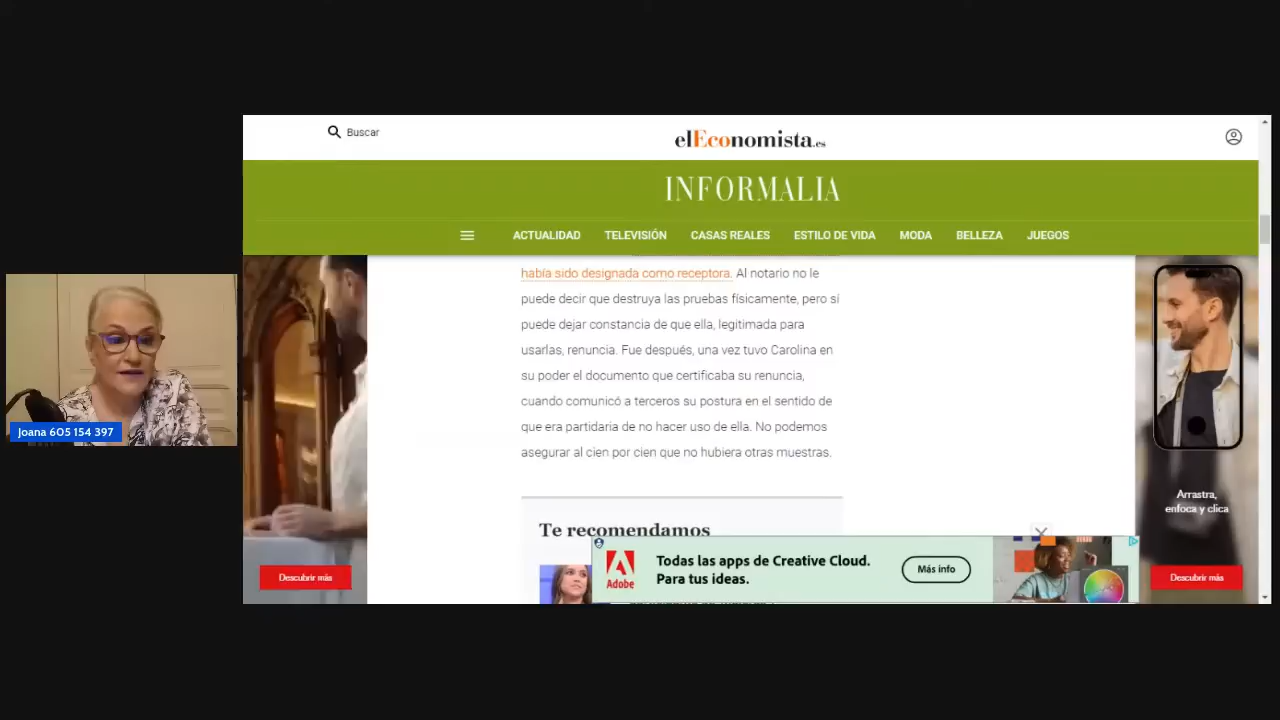 Buscar
elEconomista.es
INFORMALIA
ACTUALIDAD TELEVISIÓN CASAS REALES ESTILO DE VIDA MODA BELLEZA JUEGOS
había sido designada como receptora. Al notario no le
puede decir que destruya las pruebas físicamente, pero sí
puede dejar constancia de que ella, legitimada para
usarlas, renuncia. Fue después, una vez tuvo Carolina en
su poder el documento que certificaba su renuncia,
cuando comunicó a terceros su postura en el sentido de
que era partidaria de no hacer uso de ella. No podemos
asegurar al cien por cien que no hubiera otras muestras.
Te recomendamos
Joana 605 154 397
Descubrir más
Adobe
Todas las apps de Creative Cloud.
Para tus ideas.
Más info
Arrastra,
enfoca y clica
Descubrir más